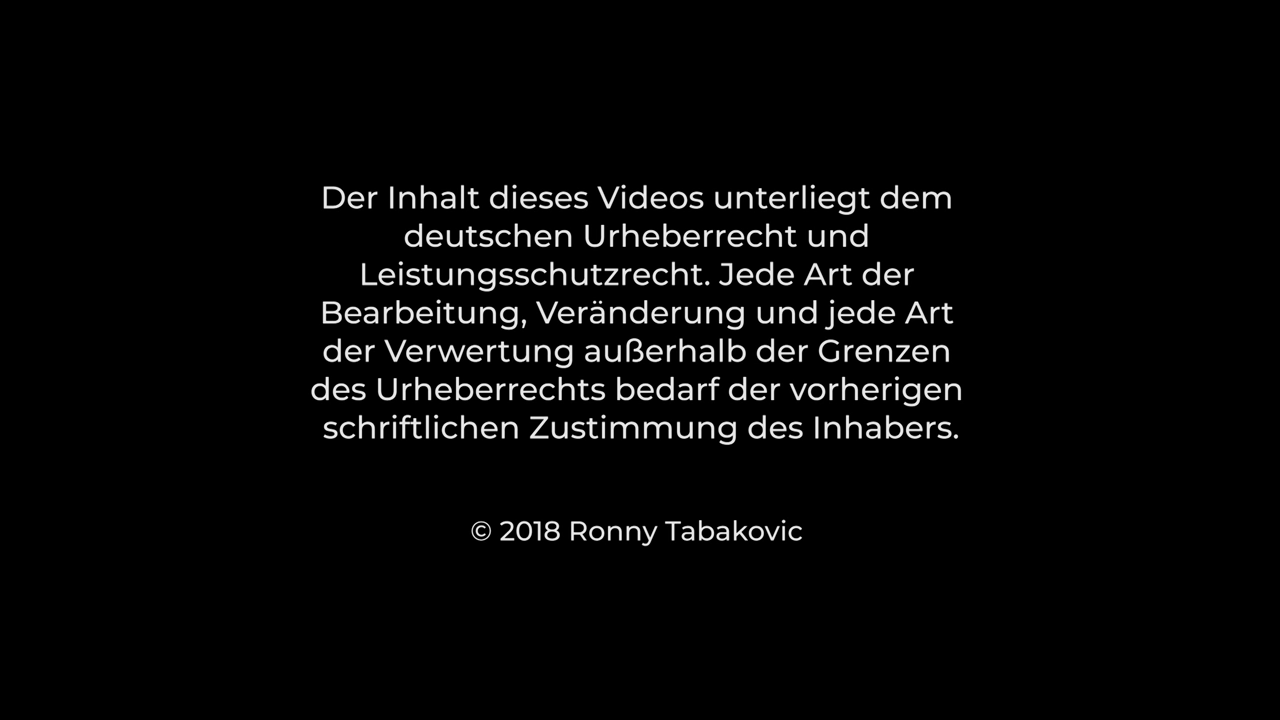 Der Inhalt dieses Videos unterliegt dem
deutschen Urheberrecht und
Leistungsschutzrecht. Jede Art der
Bearbeitung, Veränderung und jede Art
der Verwertung außerhalb der Grenzen
des Urheberrechts bedarf der vorherigen
schriftlichen Zustimmung des Inhabers.
© 2018 Ronny Tabakovic